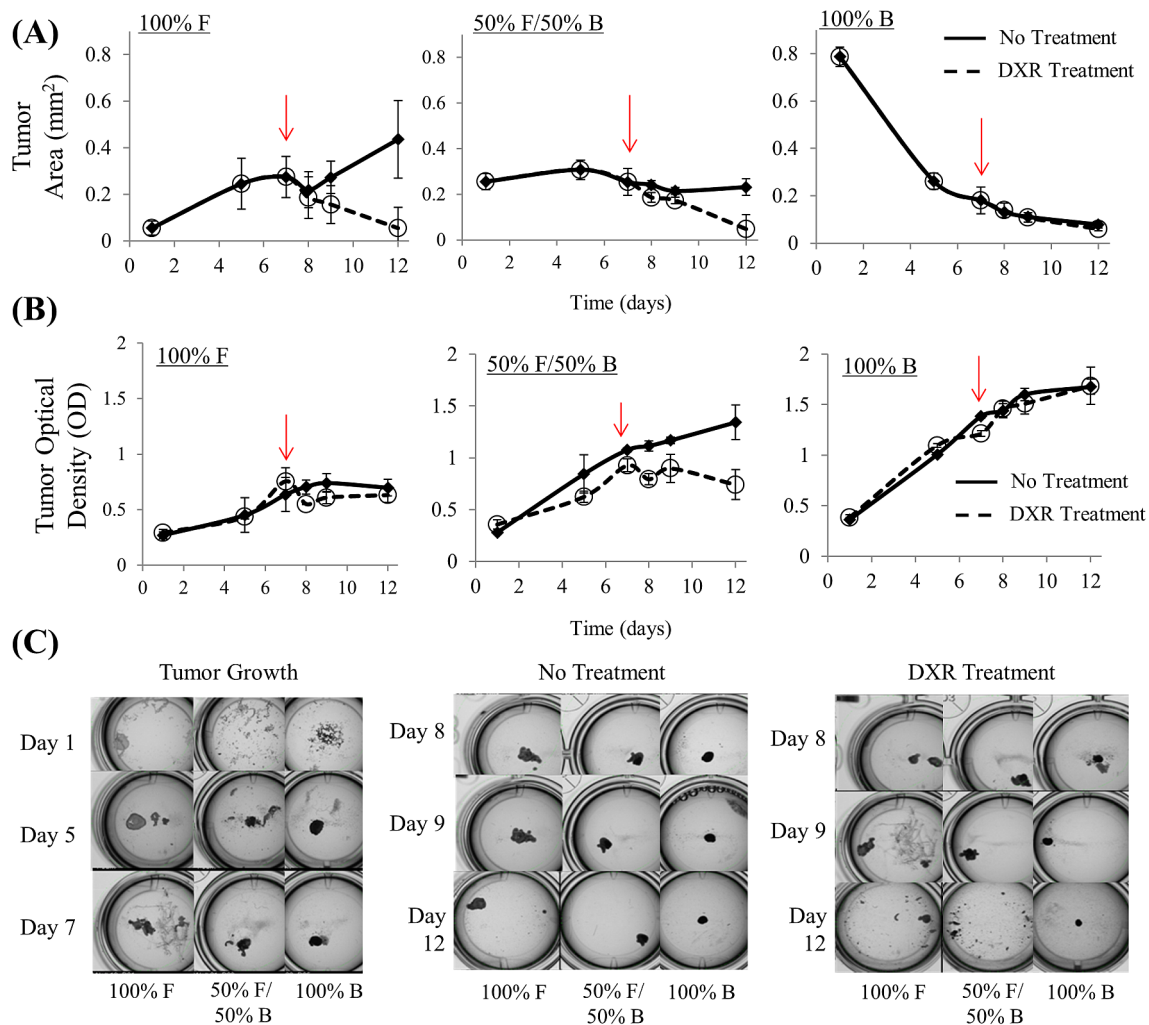 (A)
100% F
50% F/50% B
100% B
No Treatment
DXR Treatment
Tumor
Area (mm2)
0.8
0.6
0.4
0.2
0
0 2 4 6 8 10 12
0.8
0.6
0.4
0.2
0
0 2 4 6 8 10 12
0.8
0.6
0.4
0.2
0
0 2 4 6 8 10 12
Time (days)
(B)
100% F
50% F/50% B
100% B
Tumor Optical
Density (OD)
2
1.5
1
0.5
0
0 2 4 6 8 10 12
2
1.5
1
0.5
0
0 2 4 6 8 10 12
2
1.5
1
0.5
0
0 2 4 6 8 10 12
No Treatment
DXR Treatment
Time (days)
(C)
Tumor Growth
No Treatment
DXR Treatment
Day 1
Day 5
Day 7
Day 8
Day 9
Day
12
Day 8
Day 9
Day
12
100% F
50% F/
50% B
100% B
100% F
50% F/
50% B
100% B
100% F
50% F/
50% B
100% B